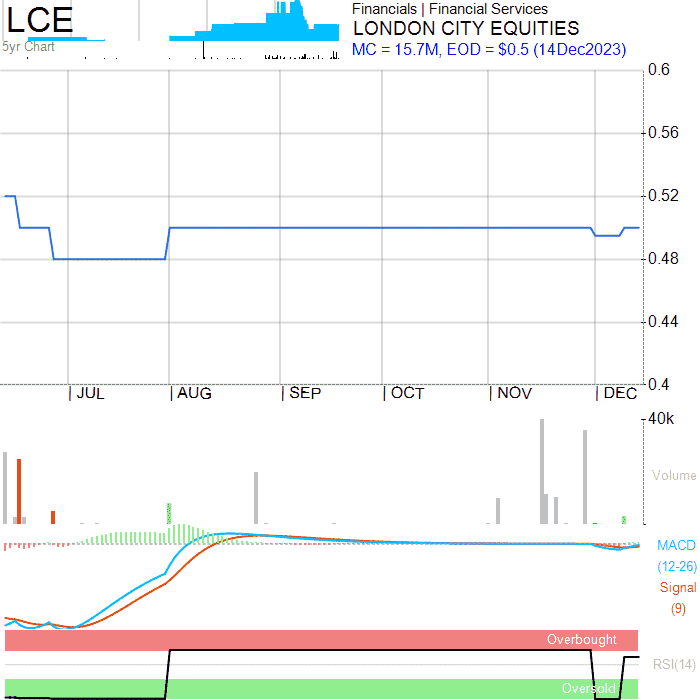 LCE
Financials | Financial Services
LONDON CITY EQUITIES
5yr Chart
MC = 15.7M, EOD = $0.5 (14Dec2023)
0.6
0.56
0.52
0.48
0.44
0.4
JUL
AUG
SEP
OCT
NOV
DEC
40k
Volume
MACD
(12-26)
Signal
(9)
Overbought
RSI(14)
Oversold